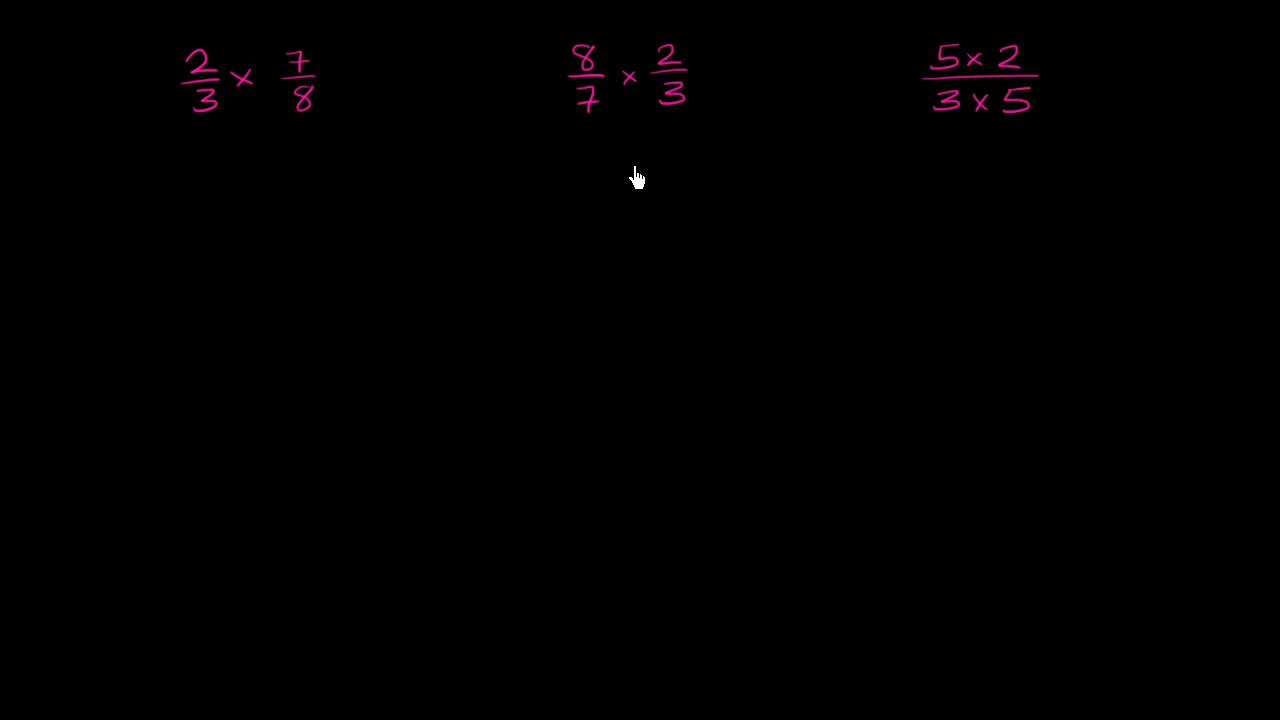 2/3 × 7/8
8/7 × 2/3
5 × 2 / 3 × 5